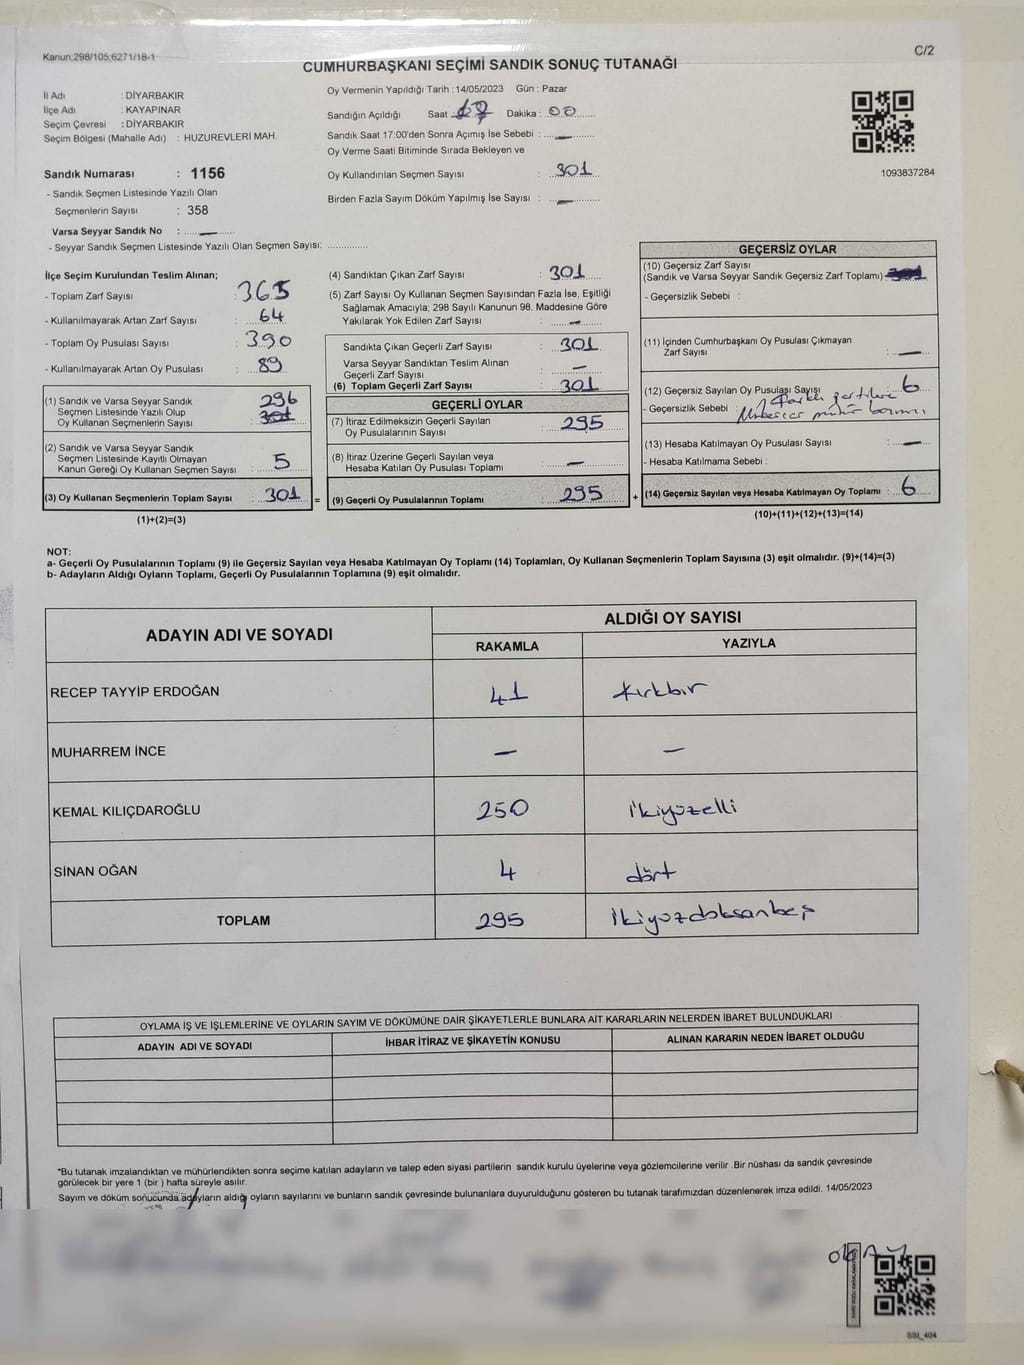 Kanun;298/105;6271/18-1
C/2
CUMHURBAŞKANI SEÇİMİ SANDIK SONUÇ TUTANAĞI
İl Adı : DİYARBAKIR
İlçe Adı : KAYAPINAR
Seçim Çevresi : DİYARBAKIR
Seçim Bölgesi (Mahalle Adı) : HUZUREVLERİ MAH.
Sandık Numarası : 1156
- Sandık Seçmen Listesinde Yazılı Olan
Seçmenlerin Sayısı : 358
Varsa Seyyar Sandık No : —
- Seyyar Sandık Seçmen Listesinde Yazılı Olan Seçmen Sayısı: ..............
Oy Vermenin Yapıldığı Tarih :14/05/2023 Gün : Pazar
Sandığın Açıldığı Saat 17 Dakika : 00
Sandık Saat 17:00'den Sonra Açımış İse Sebebi : —
Oy Verme Saati Bitiminde Sırada Bekleyen ve
Oy Kullandırılan Seçmen Sayısı : 301
Birden Fazla Sayım Döküm Yapılmış İse Sayısı : —
1093837284
İlçe Seçim Kurulundan Teslim Alınan;
- Toplam Zarf Sayısı : 365
- Kullanılmayarak Artan Zarf Sayısı : 64
- Toplam Oy Pusulası Sayısı : 390
- Kullanılmayarak Artan Oy Pusulası : 89
(1) Sandık ve Varsa Seyyar Sandık 296
Seçmen Listesinde Yazılı Olup
Oy Kullanan Seçmenlerin Sayısı : 301
(2) Sandık ve Varsa Seyyar Sandık
Seçmen Listesinde Kayıtlı Olmayan
Kanun Gereği Oy Kullanan Seçmen Sayısı : 5
(3) Oy Kullanan Seçmenlerin Toplam Sayısı : 301 =
(1)+(2)=(3)
(4) Sandıktan Çıkan Zarf Sayısı : 301
(5) Zarf Sayısı Oy Kullanan Seçmen Sayısından Fazla İse, Eşitliği
Sağlamak Amacıyla; 298 Sayılı Kanunun 98. Maddesine Göre
Yakılarak Yok Edilen Zarf Sayısı : —
Sandıkta Çıkan Geçerli Zarf Sayısı : 301
Varsa Seyyar Sandıktan Teslim Alınan
Geçerli Zarf Sayısı : —
(6) Toplam Geçerli Zarf Sayısı : 301
GEÇERLİ OYLAR
(7) İtiraz Edilmeksizin Geçerli Sayılan
Oy Pusulalarının Sayısı : 295
(8) İtiraz Üzerine Geçerli Sayılan veya
Hesaba Katılan Oy Pusulası Toplamı : —
(9) Geçerli Oy Pusulalarının Toplamı : 295 +
GEÇERSİZ OYLAR
(10) Geçersiz Zarf Sayısı
(Sandık ve Varsa Seyyar Sandık Geçersiz Zarf Toplamı)
- Geçersizlik Sebebi :
(11) İçinden Cumhurbaşkanı Oy Pusulası Çıkmayan
Zarf Sayısı : —
(12) Geçersiz Sayılan Oy Pusulası Sayısı : 6
- Geçersizlik Sebebi :
(13) Hesaba Katılmayan Oy Pusulası Sayısı : —
- Hesaba Katılmama Sebebi :
(14) Geçersiz Sayılan veya Hesaba Katılmayan Oy Toplamı : 6
(10)+(11)+(12)+(13)=(14)
NOT:
a- Geçerli Oy Pusulalarının Toplamı (9) ile Geçersiz Sayılan veya Hesaba Katılmayan Oy Toplamı (14) Toplamları, Oy Kullanan Seçmenlerin Toplam Sayısına (3) eşit olmalıdır. (9)+(14)=(3)
b- Adayların Aldığı Oyların Toplamı, Geçerli Oy Pusulalarının Toplamına (9) eşit olmalıdır.
ADAYIN ADI VE SOYADI
ALDIĞI OY SAYISI
RAKAMLA YAZIYLA
RECEP TAYYİP ERDOĞAN 41 kırkbir
MUHARREM İNCE — —
KEMAL KILIÇDAROĞLU 250 İkiyüzelli
SİNAN OĞAN 4 dört
TOPLAM 295 İkiyüzdoksanbeş
OYLAMA İŞ VE İŞLEMLERİNE VE OYLARIN SAYIM VE DÖKÜMÜNE DAİR ŞİKAYETLERLE BUNLARA AİT KARARLARIN NELERDEN İBARET BULUNDUKLARI
ADAYIN ADI VE SOYADI İHBAR İTİRAZ VE ŞİKAYETİN KONUSU ALINAN KARARIN NEDEN İBARET OLDUĞU
*Bu tutanak imzalandıktan ve mühürlendikten sonra seçime katılan adayların ve talep eden siyasi partilerin sandık kurulu üyelerine veya gözlemcilerine verilir .Bir nüshası da sandık çevresinde
görülecek bir yere 1 (bir ) hafta süreyle asılır.
Sayım ve döküm sonucunda adayların aldığı oyların sayılarını ve bunların sandık çevresinde bulunanlara duyurulduğunu gösteren bu tutanak tarafımızdan düzenlenerek imza edildi. 14/05/2023
BSI_404